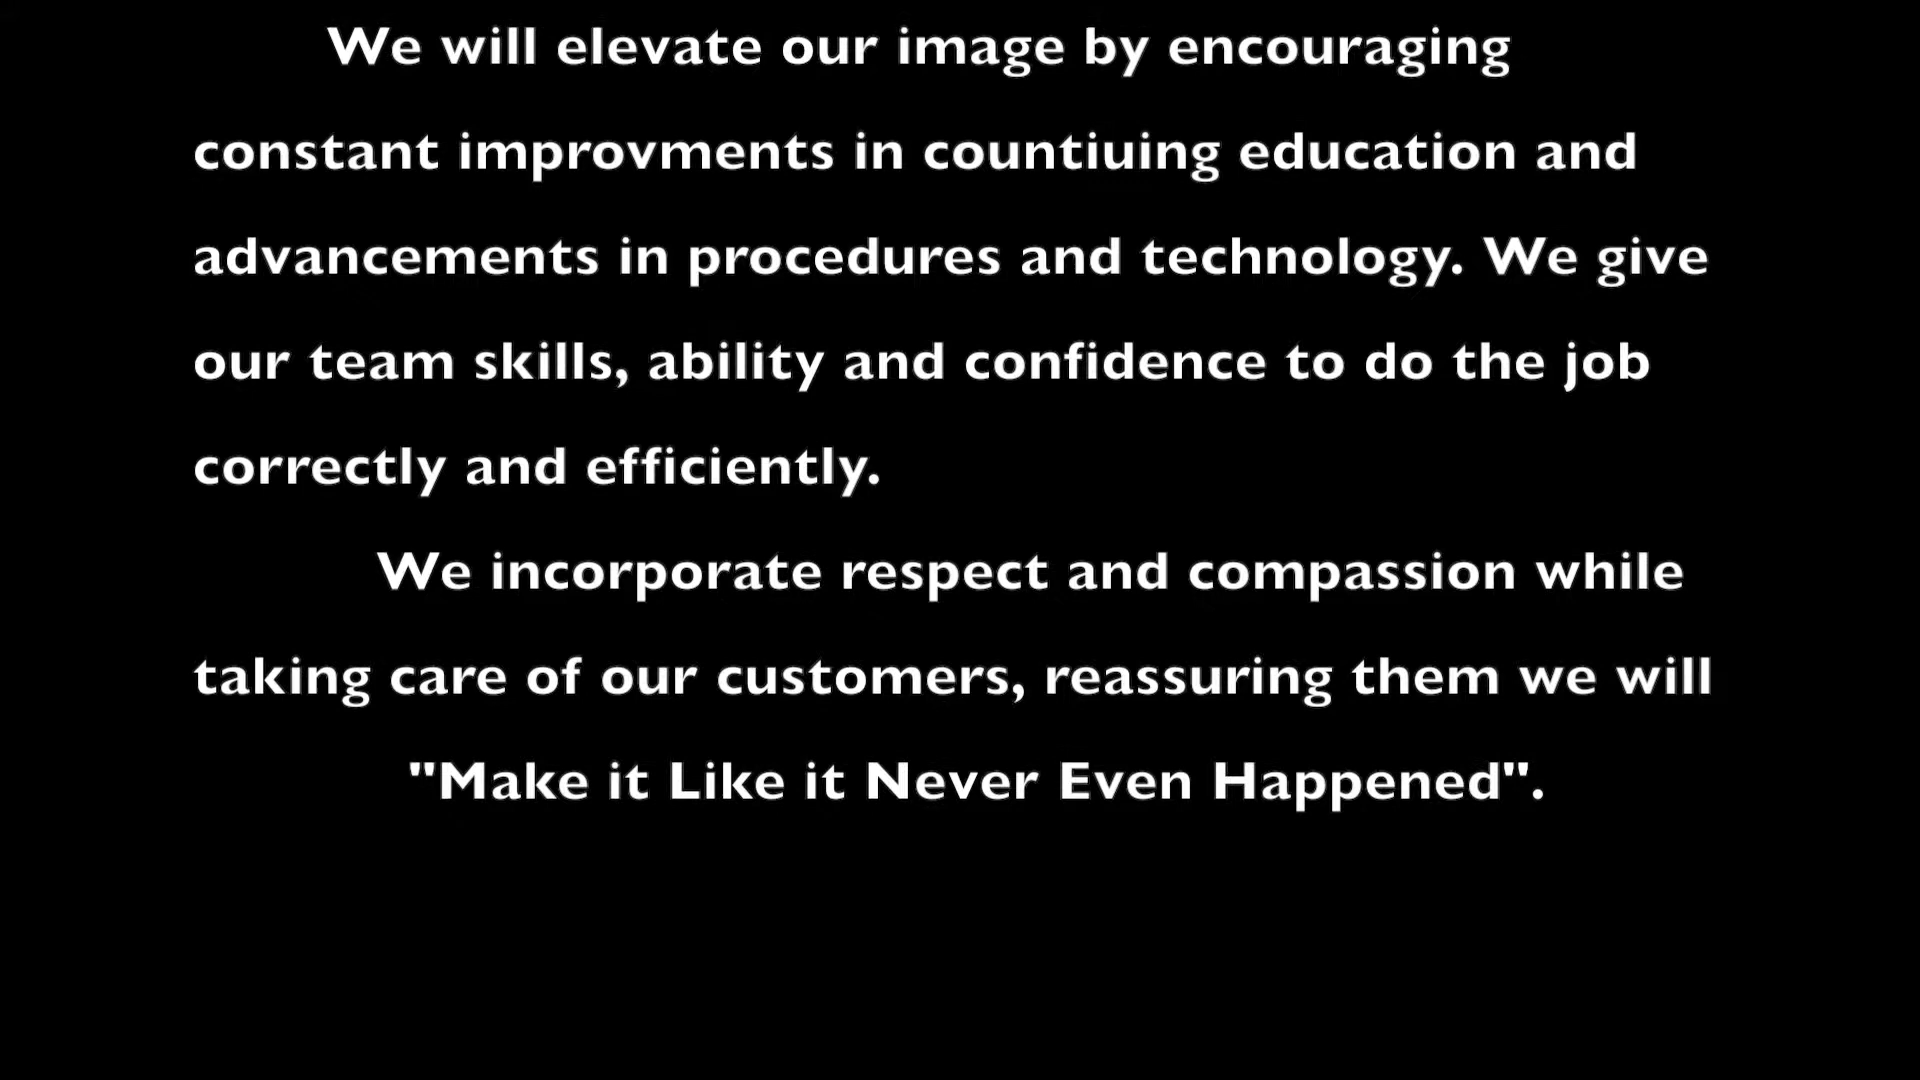 We will elevate our image by encouraging
constant improvments in countiuing education and
advancements in procedures and technology. We give
our team skills, ability and confidence to do the job
correctly and efficiently.
We incorporate respect and compassion while
taking care of our customers, reassuring them we will
"Make it Like it Never Even Happened".